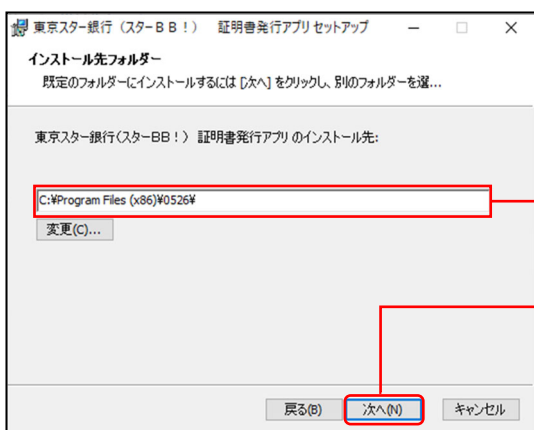 東京スター銀行（スターＢＢ！） 証明書発行アプリ セットアップ
インストール先フォルダー
既定のフォルダーにインストールするには [次へ] をクリックし、別のフォルダーを選...
東京スター銀行（スターＢＢ！） 証明書発行アプリ のインストール先:
C:¥Program Files (x86)¥0526¥
変更(C)...
戻る(B) 次へ(N) キャンセル